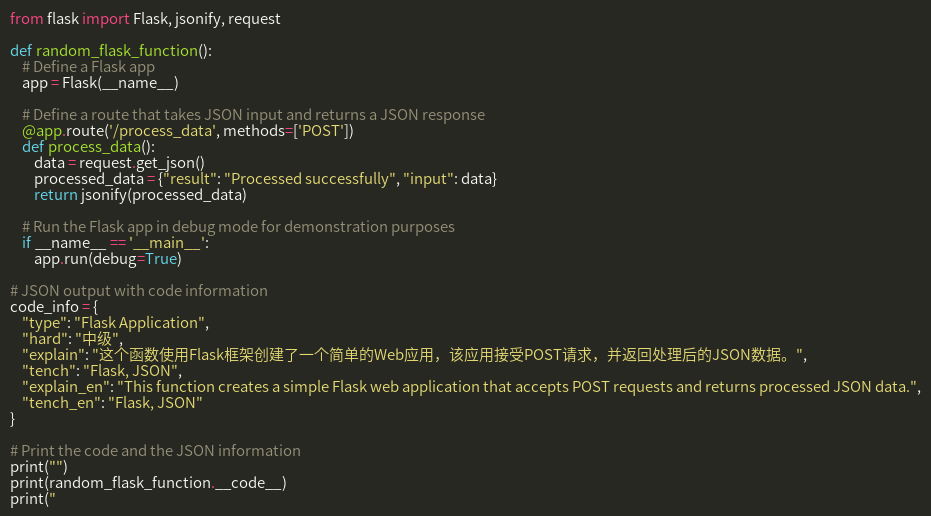 from flask import Flask, jsonify, request

def random_flask_function():
    # Define a Flask app
    app = Flask(__name__)

    # Define a route that takes JSON input and returns a JSON response
    @app.route('/process_data', methods=['POST'])
    def process_data():
        data = request.get_json()
        processed_data = {"result": "Processed successfully", "input": data}
        return jsonify(processed_data)

    # Run the Flask app in debug mode for demonstration purposes
    if __name__ == '__main__':
        app.run(debug=True)

# JSON output with code information
code_info = {
    "type": "Flask Application",
    "hard": "中级",
    "explain": "这个函数使用Flask框架创建了一个简单的Web应用，该应用接受POST请求，并返回处理后的JSON数据。",
    "tench": "Flask, JSON",
    "explain_en": "This function creates a simple Flask web application that accepts POST requests and returns processed JSON data.",
    "tench_en": "Flask, JSON"
}

# Print the code and the JSON information
print("")
print(random_flask_function.__code__)
print("